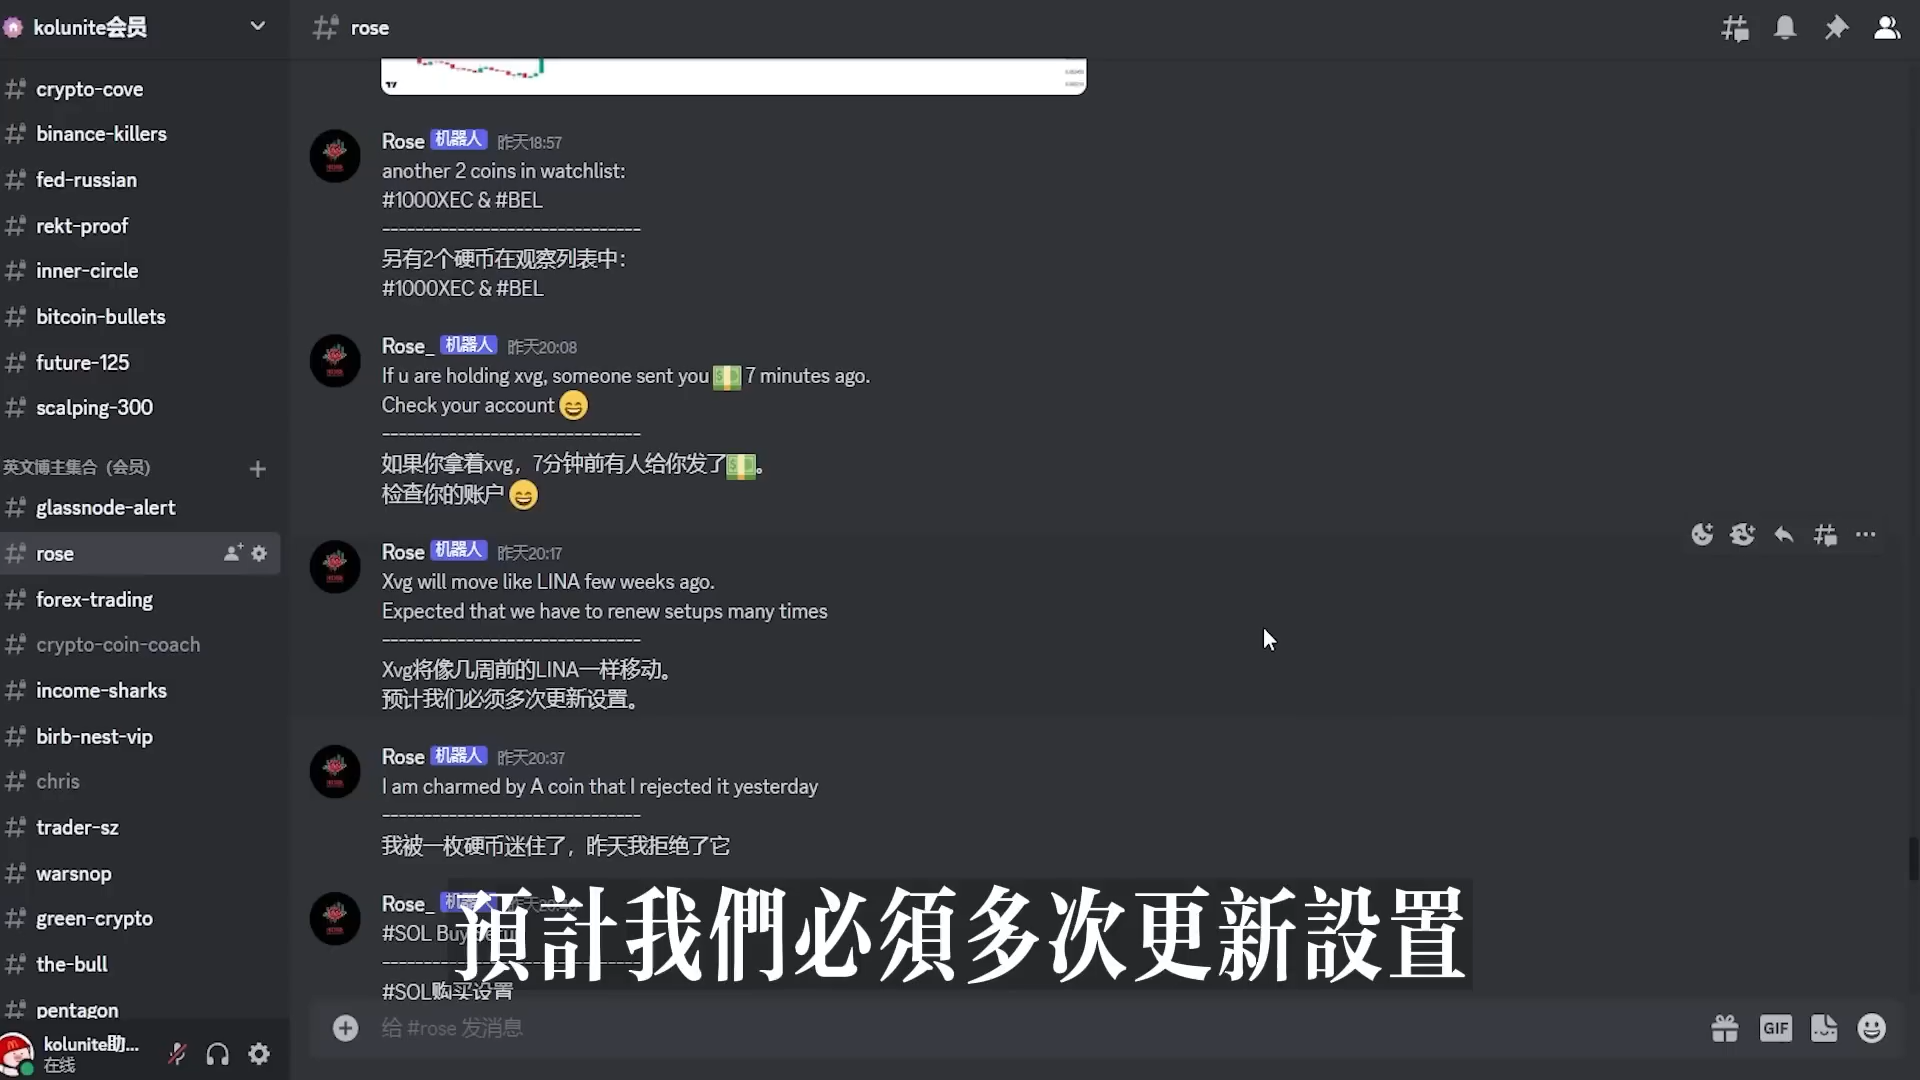 kolunite会员
rose
crypto-cove
binance-killers
fed-russian
rekt-proof
inner-circle
bitcoin-bullets
future-125
scalping-300
英文博主集合（会员）
glassnode-alert
rose
forex-trading
crypto-coin-coach
income-sharks
birb-nest-vip
chris
trader-sz
warsnop
green-crypto
the-bull
pentagon
kolunite助...
在线
Rose 机器人 昨天18:57
another 2 coins in watchlist:
#1000XEC & #BEL
-------------------------------
另有2个硬币在观察列表中：
#1000XEC & #BEL
Rose_ 机器人 昨天20:08
If u are holding xvg, someone sent you 💵 7 minutes ago.
Check your account 😄
-------------------------------
如果你拿着xvg，7分钟前有人给你发了💵。
检查你的账户 😄
Rose 机器人 昨天20:17
Xvg will move like LINA few weeks ago.
Expected that we have to renew setups many times
-------------------------------
Xvg将像几周前的LINA一样移动。
预计我们必须多次更新设置。
Rose 机器人 昨天20:37
I am charmed by A coin that I rejected it yesterday
-------------------------------
我被一枚硬币迷住了，昨天我拒绝了它
Rose_
#SOL Buy
-------------------------------
#SOL购买设置
預計我們必須多次更新設置
给 #rose 发消息
GIF